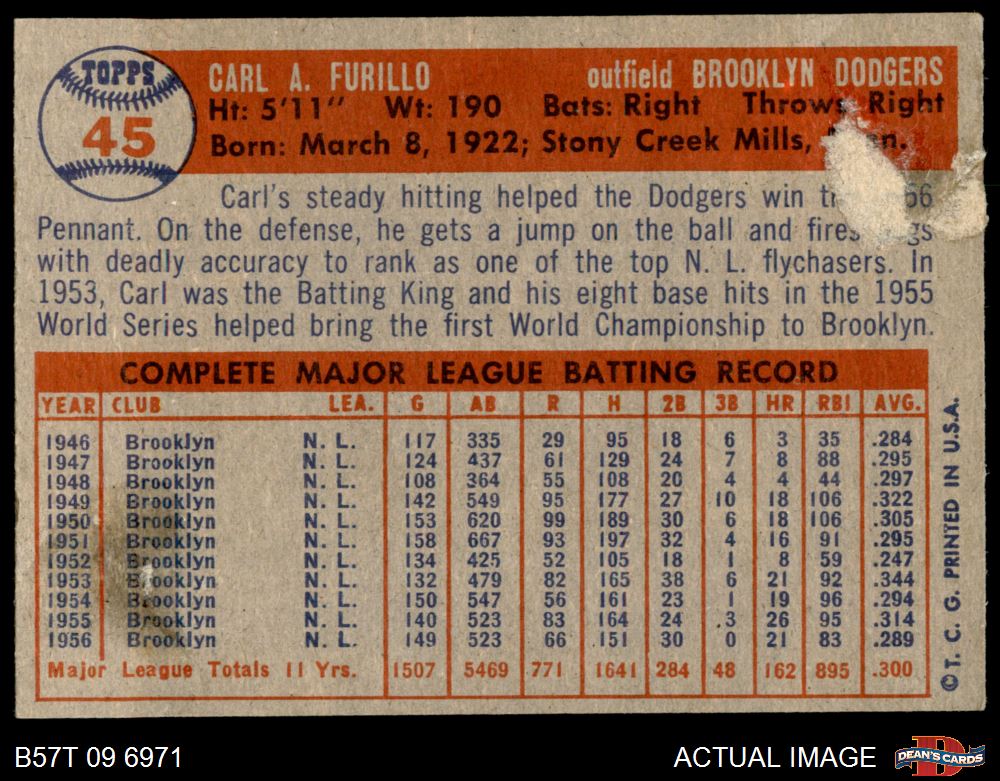 TOPPS
45
CARL A. FURILLO outfield BROOKLYN DODGERS
Ht: 5'11" Wt: 190 Bats: Right Throws Right
Born: March 8, 1922; Stony Creek Mills,
Carl's steady hitting helped the Dodgers win
Pennant. On the defense, he gets a jump on the ball and fires
with deadly accuracy to rank as one of the top N. L. flychasers. In
1953, Carl was the Batting King and his eight base hits in the 1955
World Series helped bring the first World Championship to Brooklyn.
COMPLETE MAJOR LEAGUE BATTING RECORD
YEAR CLUB LEA. G AB R H 2B 3B HR RBI AVG.
1946 Brooklyn N. L. 117 335 29 95 18 6 3 35 .284
1947 Brooklyn N. L. 124 437 61 129 24 7 8 88 .295
1948 Brooklyn N. L. 108 364 55 108 20 4 4 44 .297
1949 Brooklyn N. L. 142 549 95 177 27 10 18 106 .322
1950 Brooklyn N. L. 153 620 99 189 30 6 18 106 .305
1951 Brooklyn N. L. 158 667 93 197 32 4 16 91 .295
1952 Brooklyn N. L. 134 425 52 105 18 1 8 59 .247
1953 Brooklyn N. L. 132 479 82 165 38 6 21 92 .344
1954 Brooklyn N. L. 150 547 56 161 23 1 19 96 .294
1955 Brooklyn N. L. 140 523 83 164 24 .3 26 95 .314
1956 Brooklyn N. L. 149 523 66 .151 30 0 21 83 .289
Major League Totals 11 Yrs. 1507 5469 771 1641 284 48 162 895 .300
© T. C. G. PRINTED IN U.S.A.
B57T 09 6971
ACTUAL IMAGE
DEAN'S CARDS